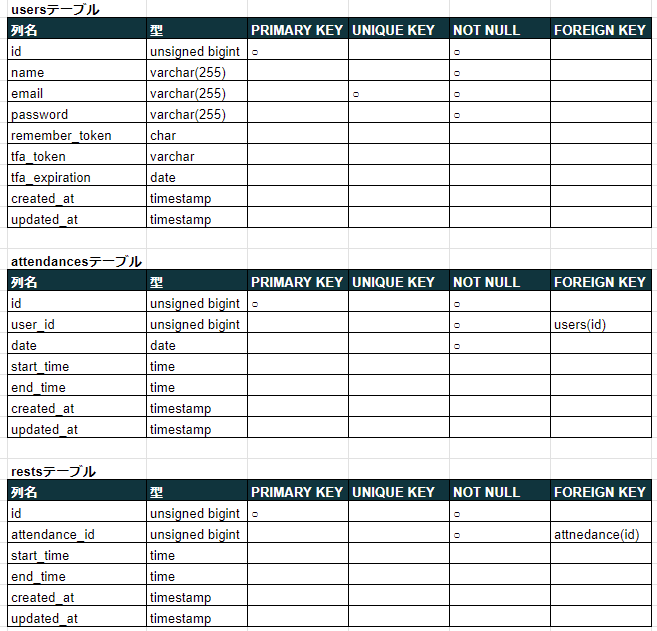 usersテーブル
列名 型 PRIMARY KEY UNIQUE KEY NOT NULL FOREIGN KEY
id unsigned bigint ○ ○
name varchar(255) ○
email varchar(255) ○ ○
password varchar(255) ○
remember_token char
tfa_token varchar
tfa_expiration date
created_at timestamp
updated_at timestamp
attendancesテーブル
列名 型 PRIMARY KEY UNIQUE KEY NOT NULL FOREIGN KEY
id unsigned bigint ○ ○
user_id unsigned bigint ○ users(id)
date date ○
start_time time
end_time time
created_at timestamp
updated_at timestamp
restsテーブル
列名 型 PRIMARY KEY UNIQUE KEY NOT NULL FOREIGN KEY
id unsigned bigint ○ ○
attendance_id unsigned bigint ○ attnedance(id)
start_time time
end_time time
created_at timestamp
updated_at timestamp